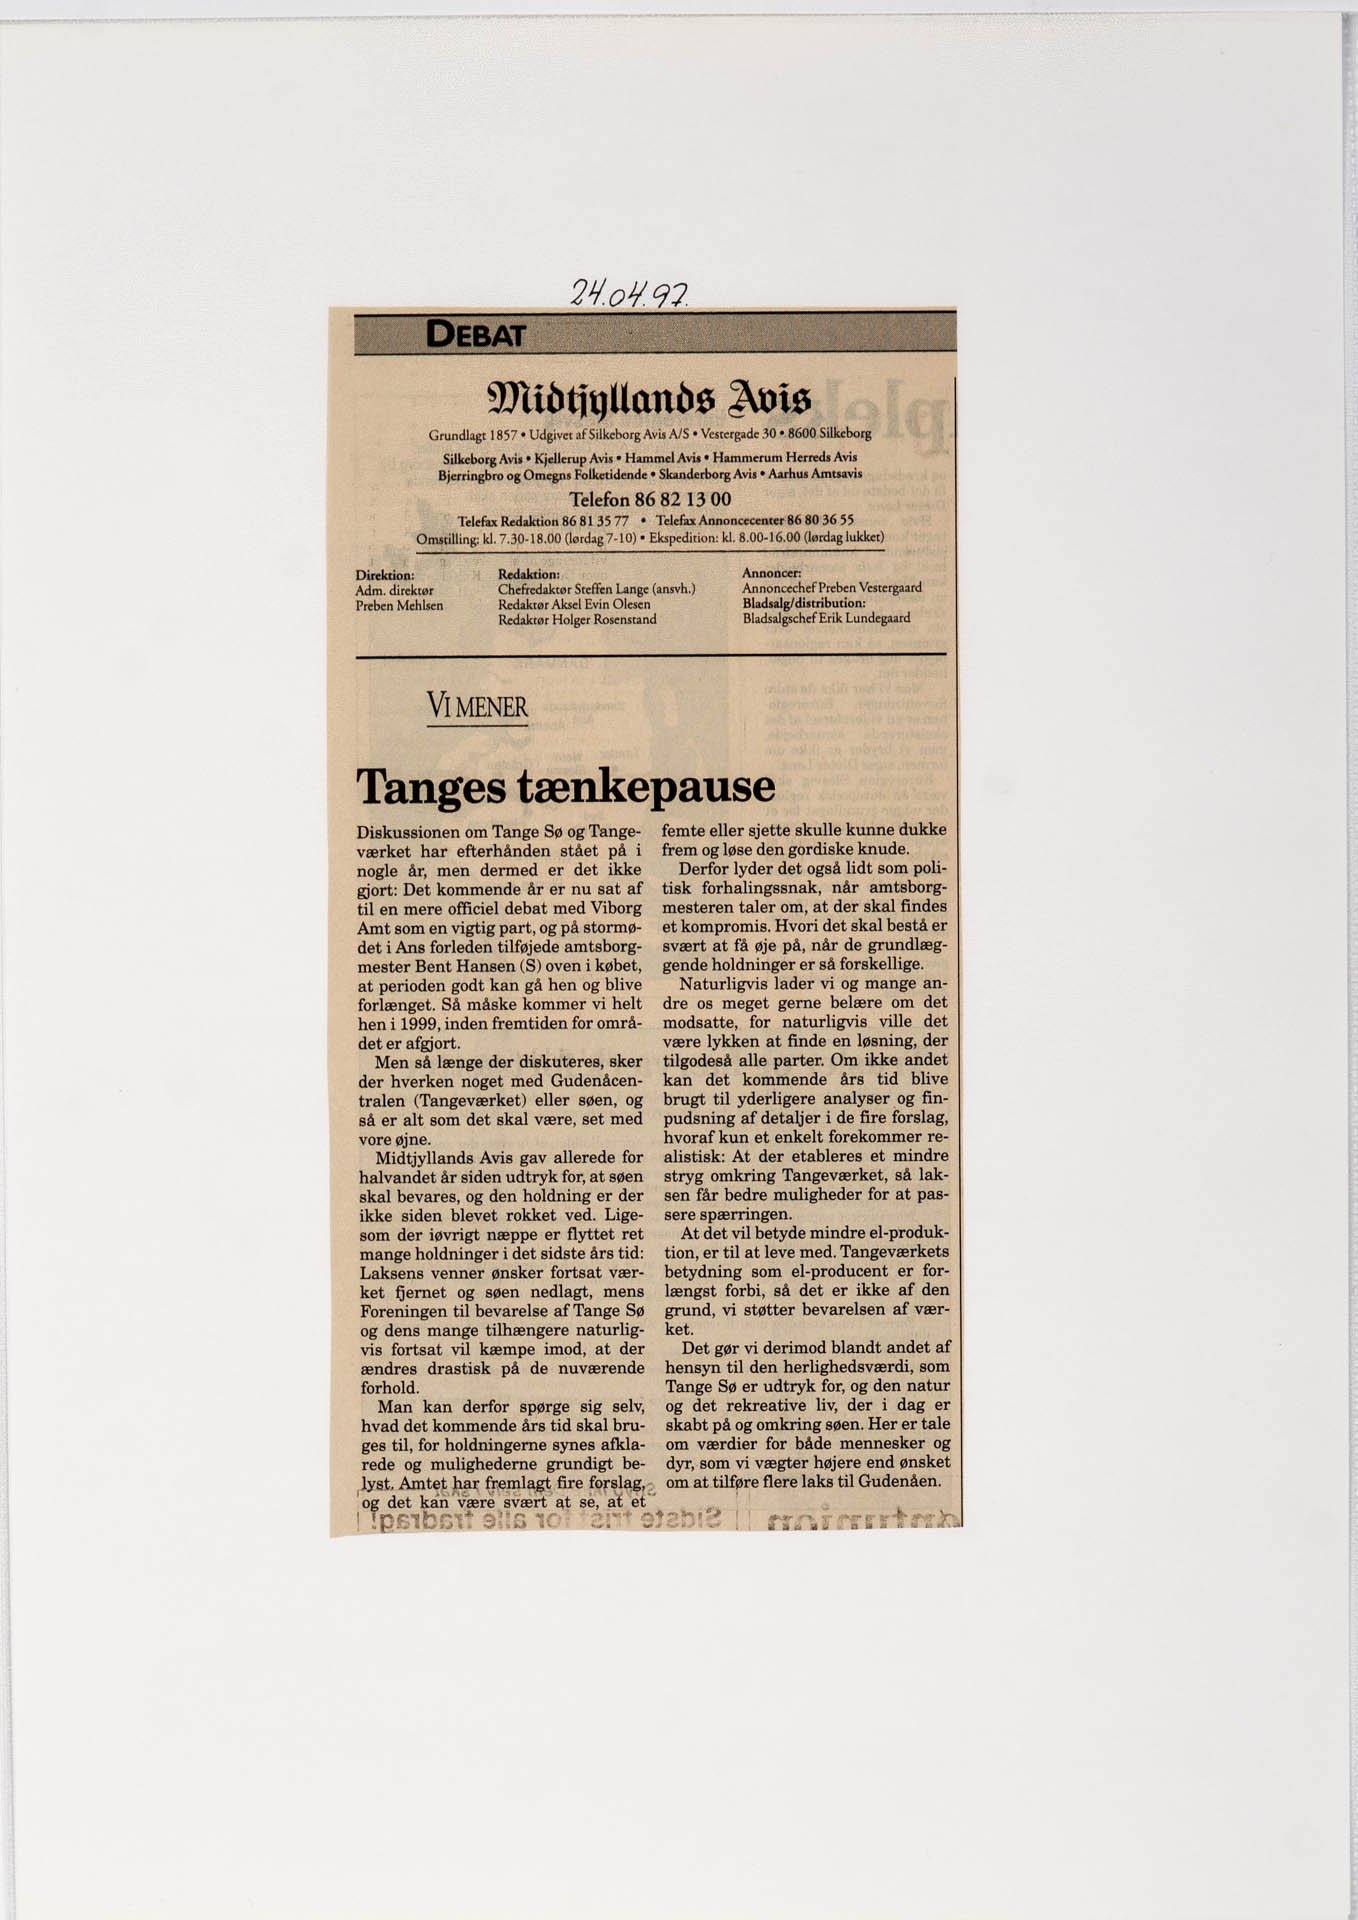 24.04.97.
DEBAT
Midtjyllands Avis
Grundlagt 1857 • Udgivet af Silkeborg Avis A/S • Vestergade 30 • 8600 Silkeborg
Silkeborg Avis • Kjellerup Avis • Hammel Avis • Hammerum Herreds Avis
Bjerringbro og Omegns Folketidende • Skanderborg Avis • Aarhus Amtsavis
Telefon 86 82 13 00
Telefax Redaktion 86 81 35 77 • Telefax Annoncecenter 86 80 36 55
Omstilling: kl. 7.30-18.00 (lørdag 7-10) • Ekspedition: kl. 8.00-16.00 (lørdag lukket)
Direktion:
Adm. direktør
Preben Mehlsen
Redaktion:
Chefredaktør Steffen Lange (ansvh.)
Redaktør Aksel Evin Olesen
Redaktør Holger Rosenstand
Annoncer:
Annoncechef Preben Vestergaard
Bladsalg/distribution:
Bladsalgschef Erik Lundegaard
VI MENER
Tanges tænkepause
Diskussionen om Tange Sø og Tange-
værket har efterhånden stået på i
nogle år, men dermed er det ikke
gjort: Det kommende år er nu sat af
til en mere officiel debat med Viborg
Amt som en vigtig part, og på stormø-
det i Ans forleden tilføjede amtsborg-
mester Bent Hansen (S) oven i købet,
at perioden godt kan gå hen og blive
forlænget. Så måske kommer vi helt
hen i 1999, inden fremtiden for områ-
det er afgjort.
Men så længe der diskuteres, sker
der hverken noget med Gudenåcen-
tralen (Tangeværket) eller søen, og
så er alt som det skal være, set med
vore øjne.
Midtjyllands Avis gav allerede for
halvandet år siden udtryk for, at søen
skal bevares, og den holdning er der
ikke siden blevet rokket ved. Lige-
som der iøvrigt næppe er flyttet ret
mange holdninger i det sidste års tid:
Laksens venner ønsker fortsat vær-
ket fjernet og søen nedlagt, mens
Foreningen til bevarelse af Tange Sø
og dens mange tilhængere naturlig-
vis fortsat vil kæmpe imod, at der
ændres drastisk på de nuværende
forhold.
Man kan derfor spørge sig selv,
hvad det kommende års tid skal bru-
ges til, for holdningerne synes afkla-
rede og mulighederne grundigt be-
lyst. Amtet har fremlagt fire forslag,
og det kan være svært at se, at et
femte eller sjette skulle kunne dukke
frem og løse den gordiske knude.
Derfor lyder det også lidt som poli-
tisk forhalingssnak, når amtsborg-
mesteren taler om, at der skal findes
et kompromis. Hvori det skal bestå er
svært at få øje på, når de grundlæg-
gende holdninger er så forskellige.
Naturligvis lader vi og mange an-
dre os meget gerne belære om det
modsatte, for naturligvis ville det
være lykken at finde en løsning, der
tilgodeså alle parter. Om ikke andet
kan det kommende års tid blive
brugt til yderligere analyser og fin-
pudsning af detaljer i de fire forslag,
hvoraf kun et enkelt forekommer re-
alistisk: At der etableres et mindre
stryg omkring Tangeværket, så lak-
sen får bedre muligheder for at pas-
sere spærringen.
At det vil betyde mindre el-produk-
tion, er til at leve med. Tangeværkets
betydning som el-producent er for-
længst forbi, så det er ikke af den
grund, vi støtter bevarelsen af vær-
ket.
Det gør vi derimod blandt andet af
hensyn til den herlighedsværdi, som
Tange Sø er udtryk for, og den natur
og det rekreative liv, der i dag er
skabt på og omkring søen. Her er tale
om værdier for både mennesker og
dyr, som vi vægter højere end ønsket
om at tilføre flere laks til Gudenåen.